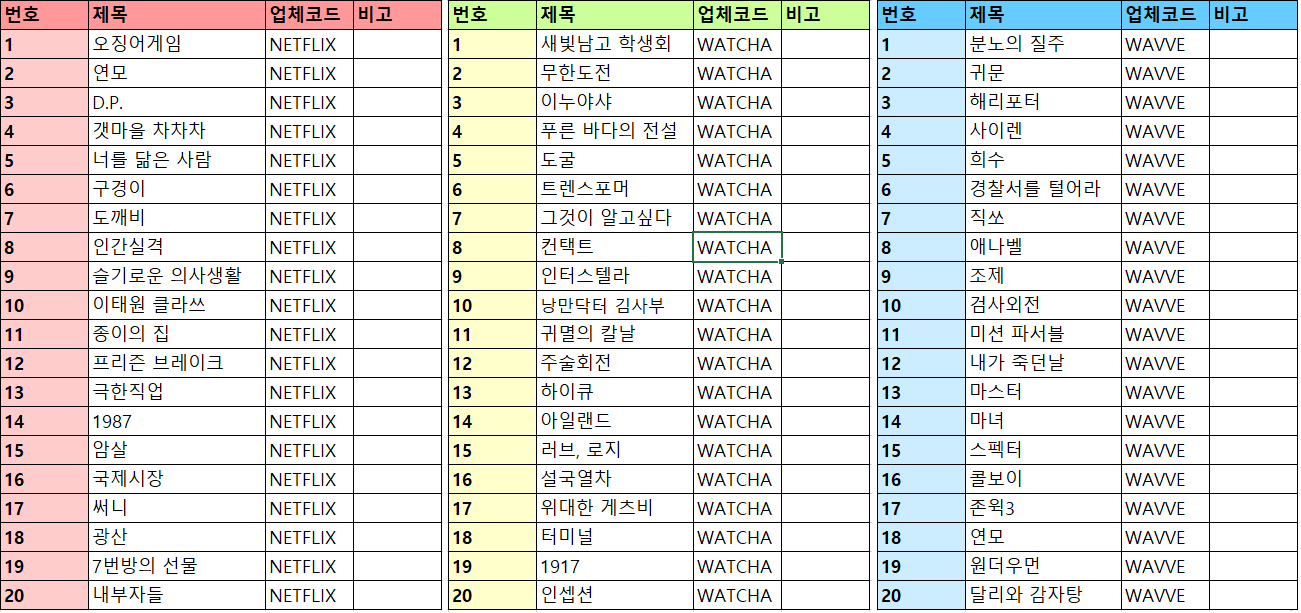 번호 제목 업체코드 비고 번호 제목 업체코드 비고 번호 제목 업체코드 비고
1 오징어게임 NETFLIX 1 새빛남고 학생회 WATCHA 1 분노의 질주 WAVVE
2 연모 NETFLIX 2 무한도전 WATCHA 2 귀문 WAVVE
3 D.P. NETFLIX 3 이누야샤 WATCHA 3 해리포터 WAVVE
4 갯마을 차차차 NETFLIX 4 푸른 바다의 전설 WATCHA 4 사이렌 WAVVE
5 너를 닮은 사람 NETFLIX 5 도굴 WATCHA 5 희수 WAVVE
6 구경이 NETFLIX 6 트렌스포머 WATCHA 6 경찰서를 털어라 WAVVE
7 도깨비 NETFLIX 7 그것이 알고싶다 WATCHA 7 직쏘 WAVVE
8 인간실격 NETFLIX 8 컨택트 WATCHA 8 애나벨 WAVVE
9 슬기로운 의사생활 NETFLIX 9 인터스텔라 WATCHA 9 조제 WAVVE
10 이태원 클라쓰 NETFLIX 10 낭만닥터 김사부 WATCHA 10 검사외전 WAVVE
11 종이의 집 NETFLIX 11 귀멸의 칼날 WATCHA 11 미션 파서블 WAVVE
12 프리즌 브레이크 NETFLIX 12 주술회전 WATCHA 12 내가 죽던날 WAVVE
13 극한직업 NETFLIX 13 하이큐 WATCHA 13 마스터 WAVVE
14 1987 NETFLIX 14 아일랜드 WATCHA 14 마녀 WAVVE
15 암살 NETFLIX 15 러브, 로지 WATCHA 15 스펙터 WAVVE
16 국제시장 NETFLIX 16 설국열차 WATCHA 16 콜보이 WAVVE
17 써니 NETFLIX 17 위대한 게츠비 WATCHA 17 존윅3 WAVVE
18 광산 NETFLIX 18 터미널 WATCHA 18 연모 WAVVE
19 7번방의 선물 NETFLIX 19 1917 WATCHA 19 원더우먼 WAVVE
20 내부자들 NETFLIX 20 인셉션 WATCHA 20 달리와 감자탕 WAVVE